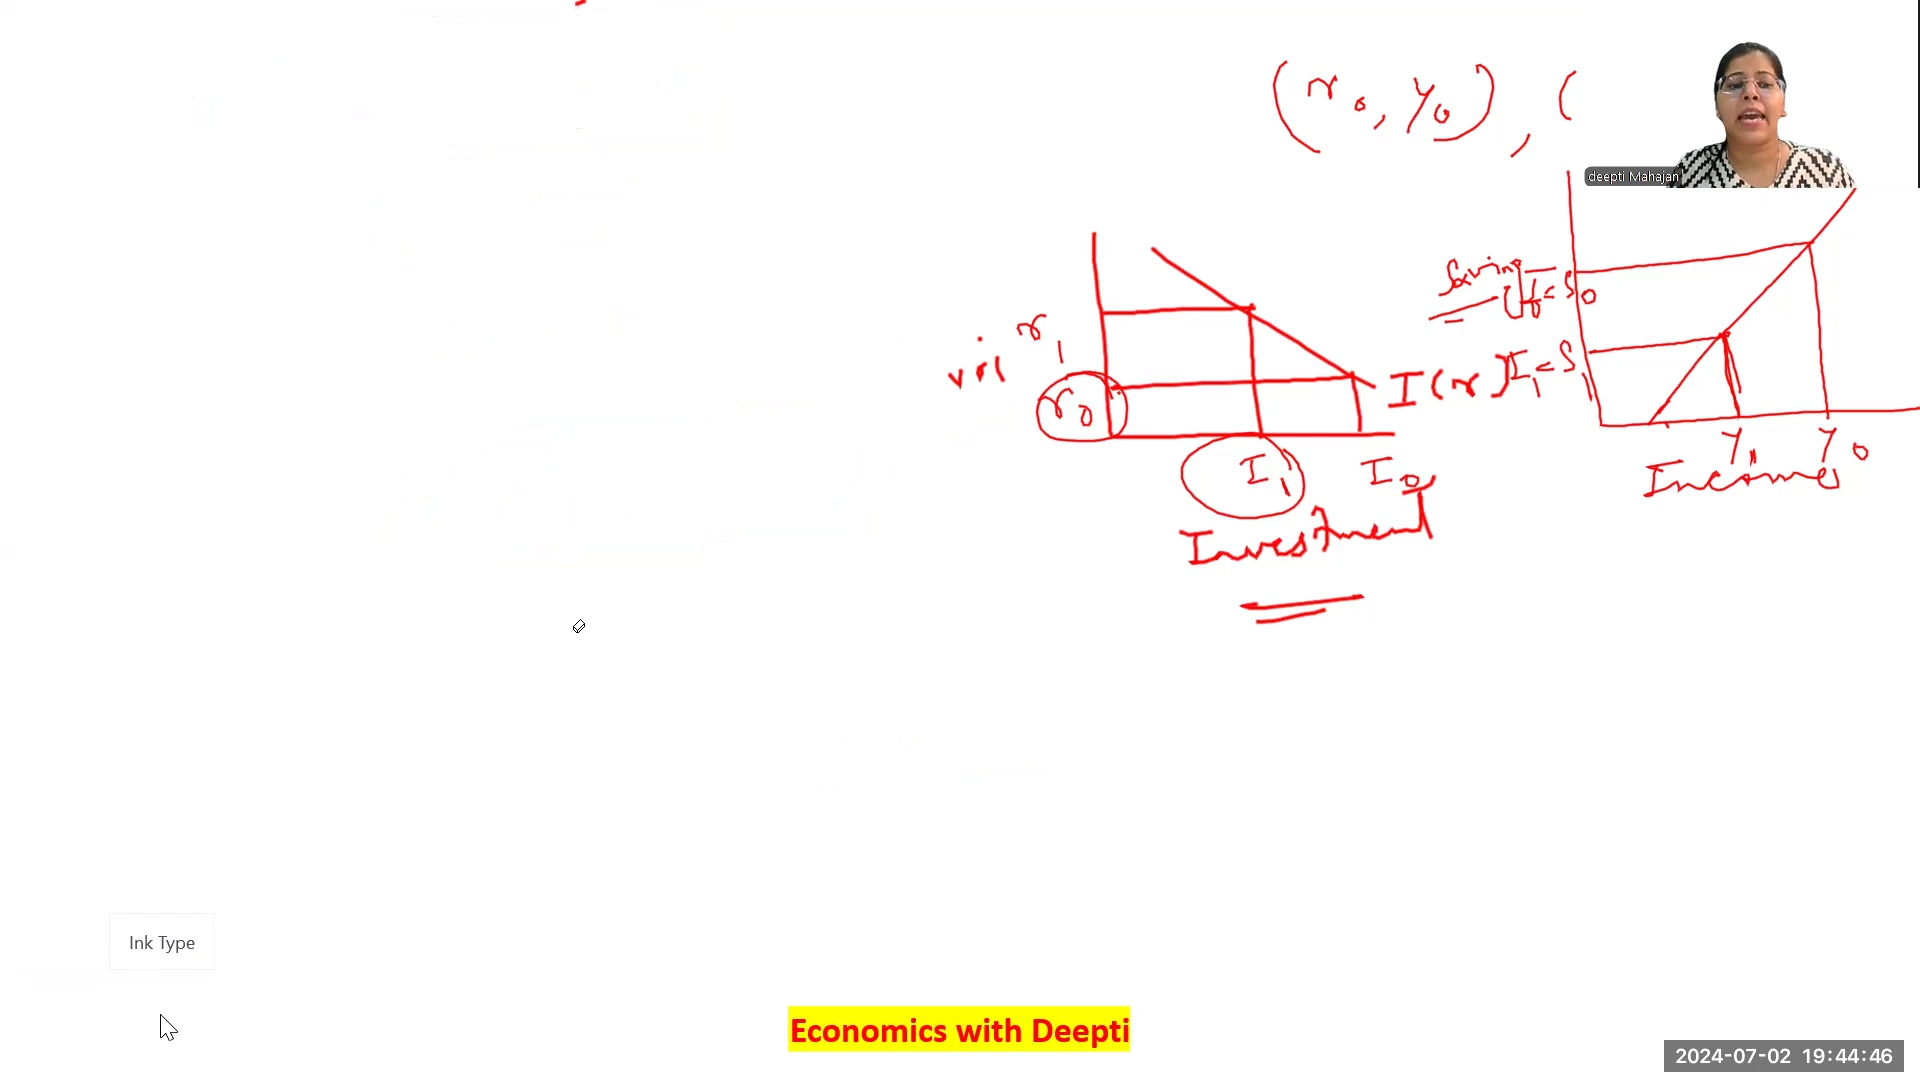 (r₀, Y₀), (
deepti Mahajan
Saving
I₀ = S₀
r₁
I(r)
I₁ = S₁
r₀
Y₁ Y₀
I₁ I₀
Income
Investment
Ink Type
Economics with Deepti
2024-07-02 19:44:46